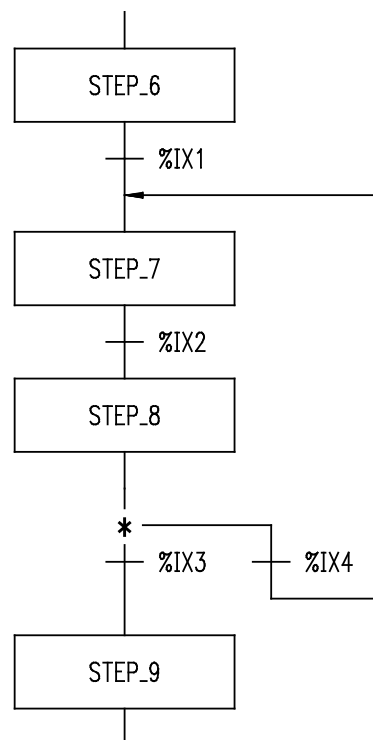 STEP_6
%IX1
STEP_7
%IX2
STEP_8
*
%IX3 %IX4
STEP_9